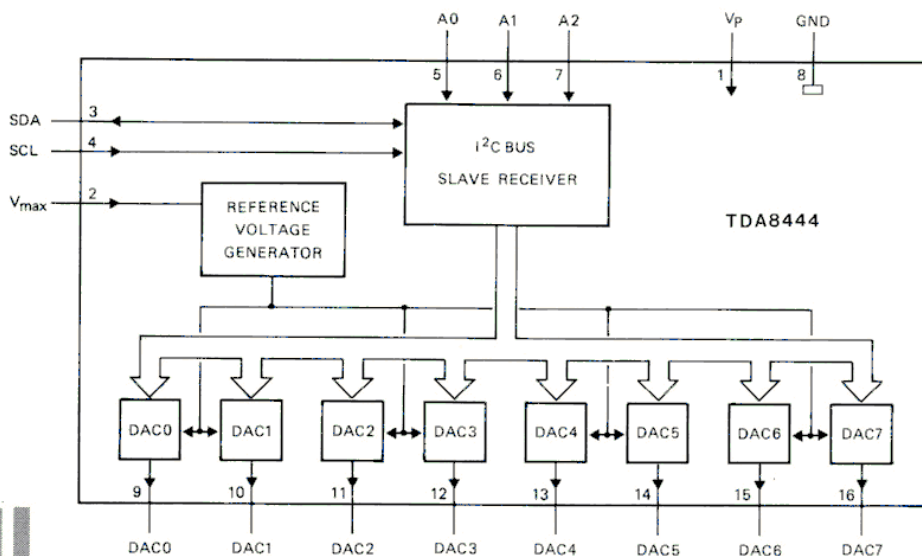 A0 A1 A2 VP GND
5 6 7 1 8
SDA 3
SCL 4
I²C BUS
SLAVE RECEIVER
Vmax 2
REFERENCE
VOLTAGE
GENERATOR
TDA8444
DAC0 DAC1 DAC2 DAC3 DAC4 DAC5 DAC6 DAC7
9 10 11 12 13 14 15 16
DAC0 DAC1 DAC2 DAC3 DAC4 DAC5 DAC6 DAC7